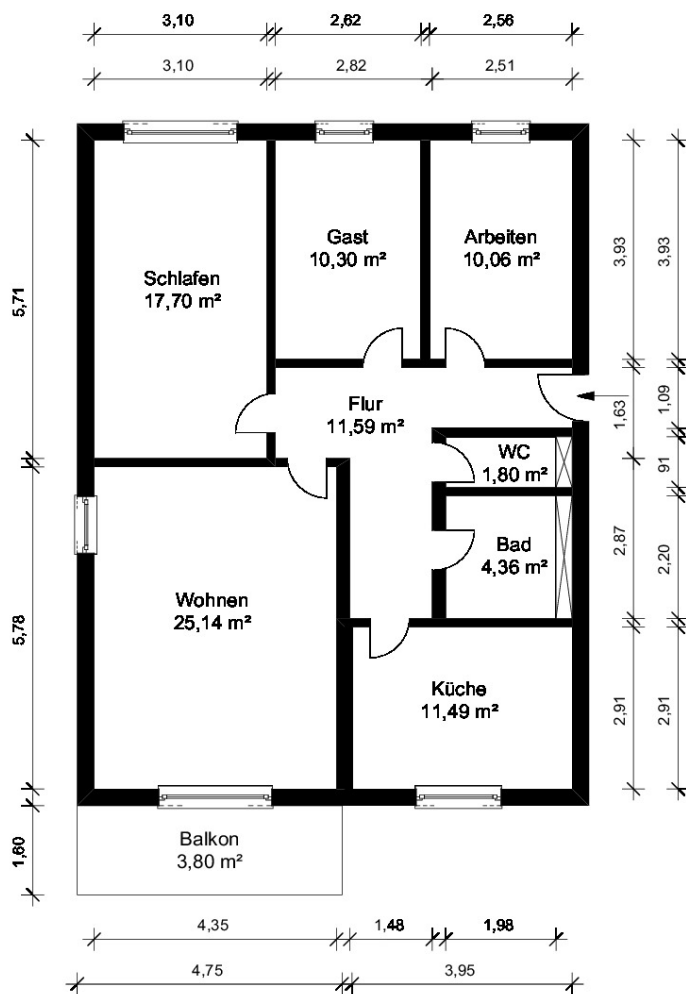 3,10 2,62 2,56
3,10 2,82 2,51
Gast
10,30 m²
Arbeiten
10,06 m²
3,93
3,93
Schlafen
17,70 m²
5,71
Flur
11,59 m²
1,63
1,09
WC
1,80 m²
91
Bad
4,36 m²
2,87
2,20
Wohnen
25,14 m²
5,78
Küche
11,49 m²
2,91
2,91
Balkon
3,80 m²
1,60
4,35 1,48 1,98
4,75 3,95